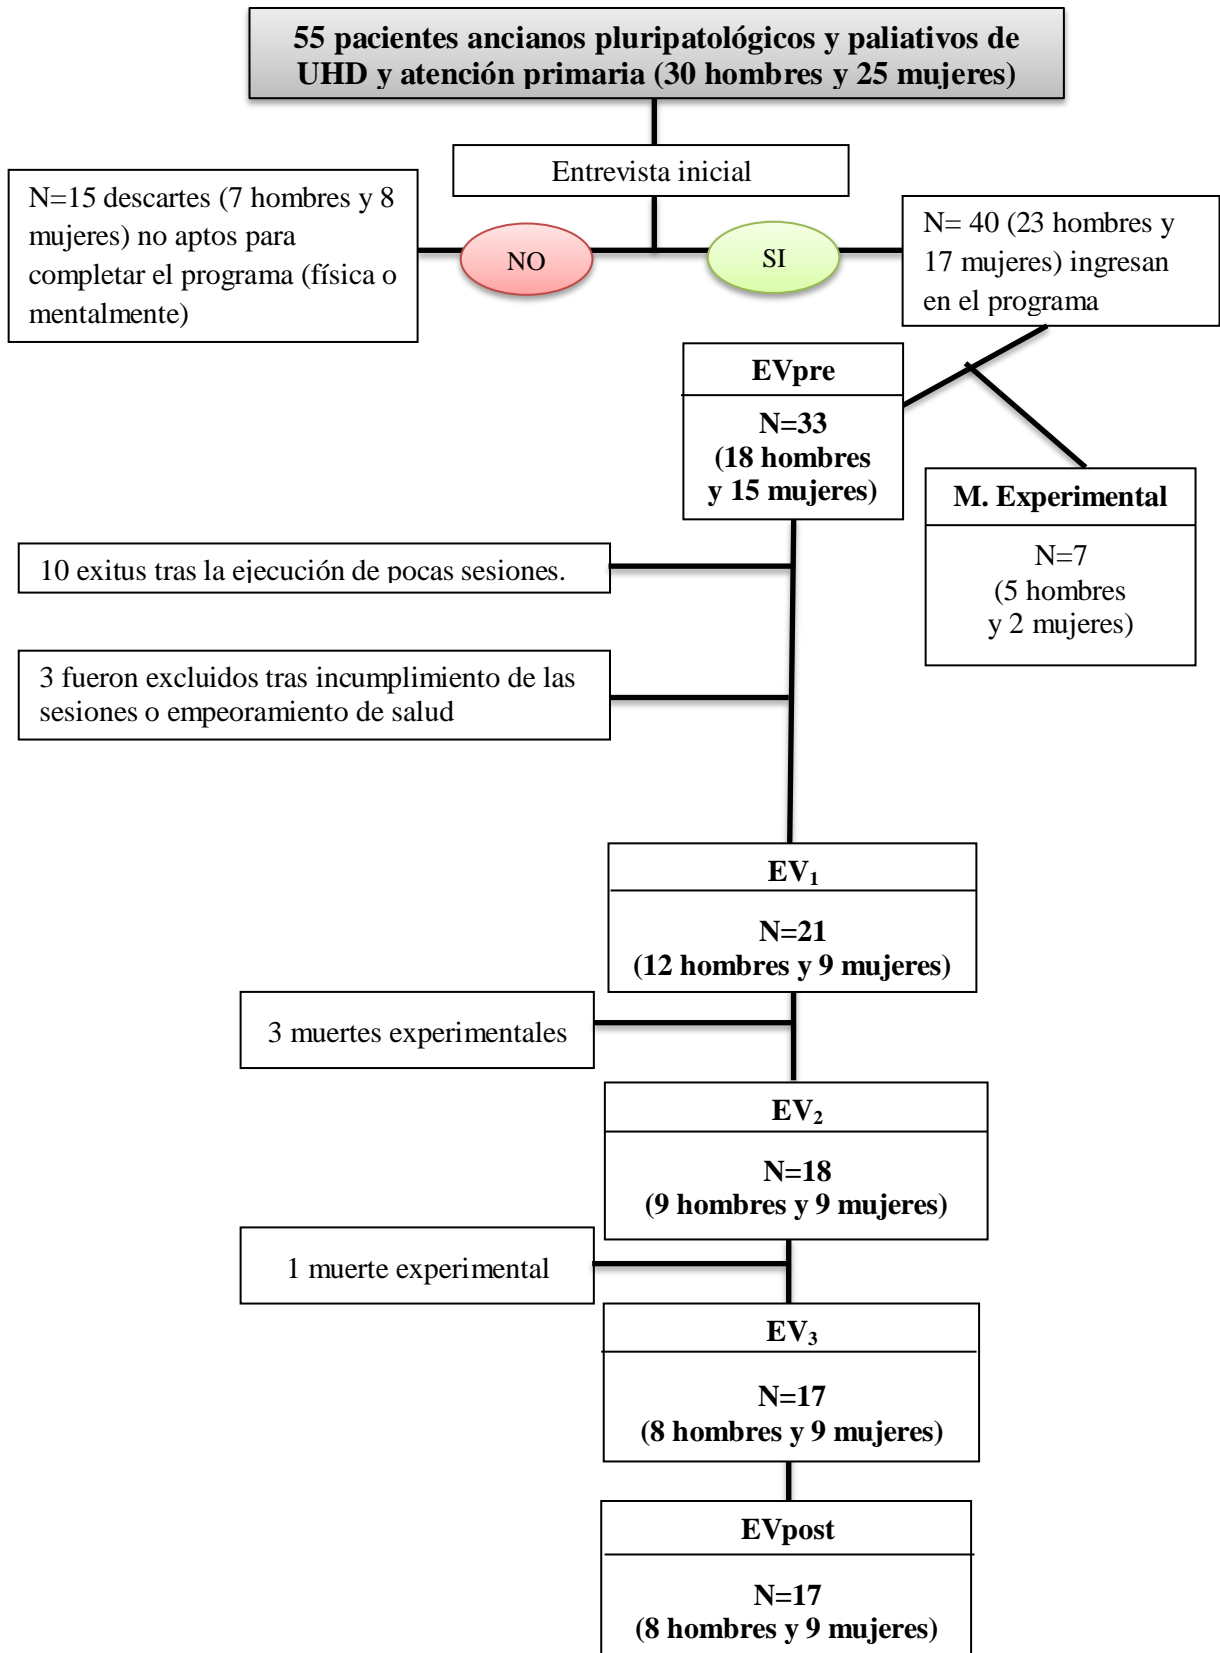 55 pacientes ancianos pluripatológicos y paliativos de
UHD y atención primaria (30 hombres y 25 mujeres)
Entrevista inicial
N=15 descartes (7 hombres y 8
mujeres) no aptos para
completar el programa (física o
mentalmente)
NO
SI
N= 40 (23 hombres y
17 mujeres) ingresan
en el programa
EVpre
N=33
(18 hombres
y 15 mujeres)
M. Experimental
N=7
(5 hombres
y 2 mujeres)
10 exitus tras la ejecución de pocas sesiones.
3 fueron excluidos tras incumplimiento de las
sesiones o empeoramiento de salud
EV₁
N=21
(12 hombres y 9 mujeres)
3 muertes experimentales
EV₂
N=18
(9 hombres y 9 mujeres)
1 muerte experimental
EV₃
N=17
(8 hombres y 9 mujeres)
EVpost
N=17
(8 hombres y 9 mujeres)